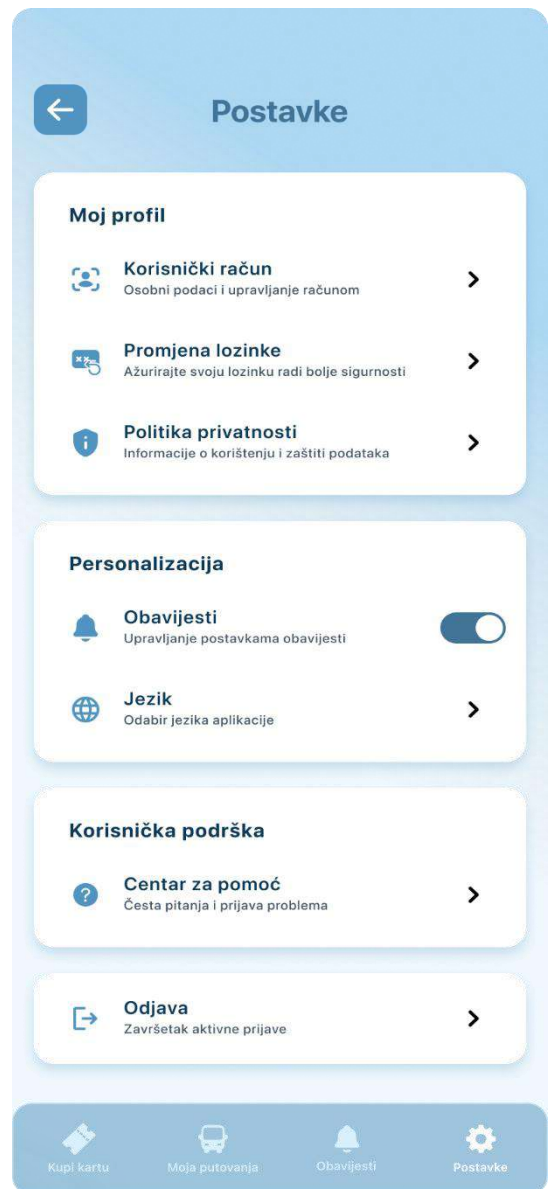 Postavke
Moj profil
Korisnički račun
Osobni podaci i upravljanje računom
Promjena lozinke
Ažurirajte svoju lozinku radi bolje sigurnosti
Politika privatnosti
Informacije o korištenju i zaštiti podataka
Personalizacija
Obavijesti
Upravljanje postavkama obavijesti
Jezik
Odabir jezika aplikacije
Korisnička podrška
Centar za pomoć
Česta pitanja i prijava problema
Odjava
Završetak aktivne prijave
Kupi kartu
Moja putovanja
Obavijesti
Postavke